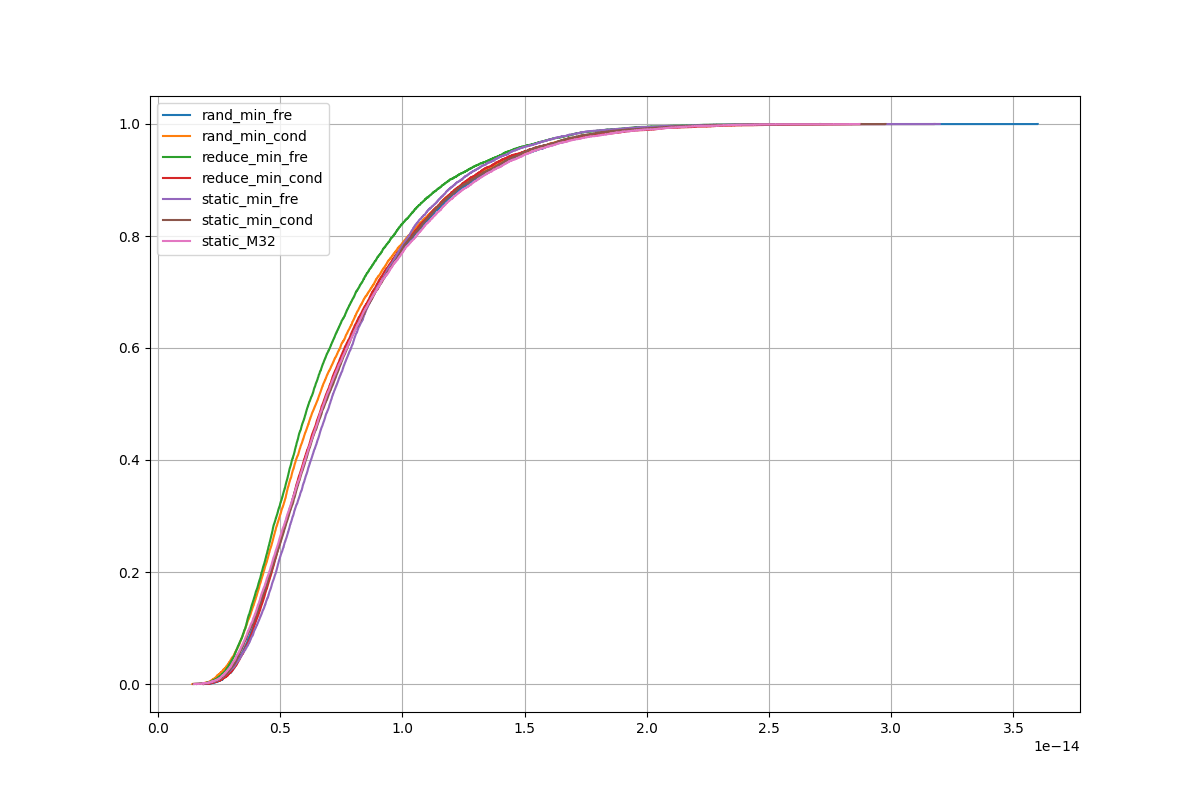 rand_min_fre
rand_min_cond
reduce_min_fre
reduce_min_cond
static_min_fre
static_min_cond
static_M32
1.0
0.8
0.6
0.4
0.2
0.0
0.0 0.5 1.0 1.5 2.0 2.5 3.0 3.5
1e−14